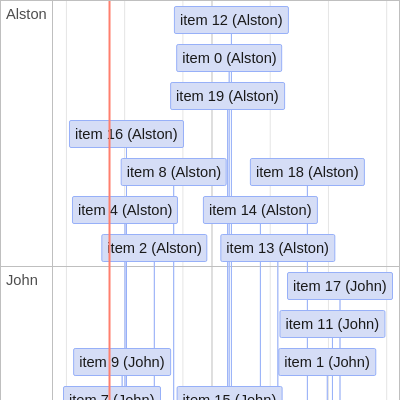 Alston
item 12 (Alston)
item 0 (Alston)
item 19 (Alston)
item 16 (Alston)
item 8 (Alston)
item 18 (Alston)
item 4 (Alston)
item 14 (Alston)
item 2 (Alston)
item 13 (Alston)
John
item 17 (John)
item 11 (John)
item 9 (John)
item 1 (John)
item 7 (John)
item 15 (John)